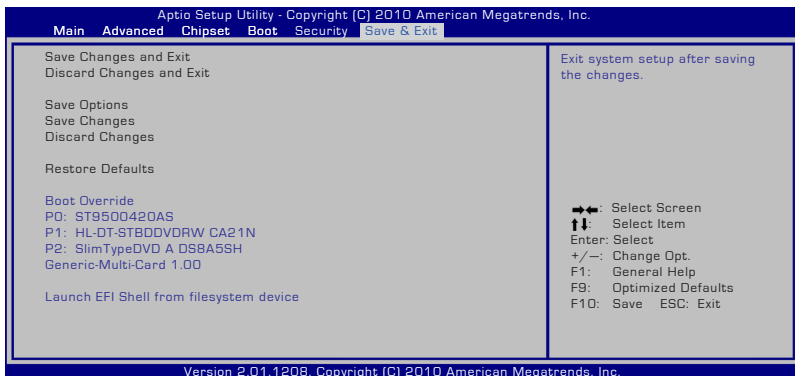 Aptio Setup Utility - Copyright (C) 2010 American Megatrends, Inc.
Main Advanced Chipset Boot Security Save & Exit
Save Changes and Exit
Discard Changes and Exit
Save Options
Save Changes
Discard Changes
Restore Defaults
Boot Override
P0: ST9500420AS
P1: HL-DT-STBDDVDRW CA21N
P2: SlimTypeDVD A DS8A5SH
Generic-Multi-Card 1.00
Launch EFI Shell from filesystem device
Exit system setup after saving
the changes.
→←: Select Screen
↑↓: Select Item
Enter: Select
+/—: Change Opt.
F1: General Help
F9: Optimized Defaults
F10: Save ESC: Exit
Version 2.01.1208. Copyright (C) 2010 American Megatrends, Inc.